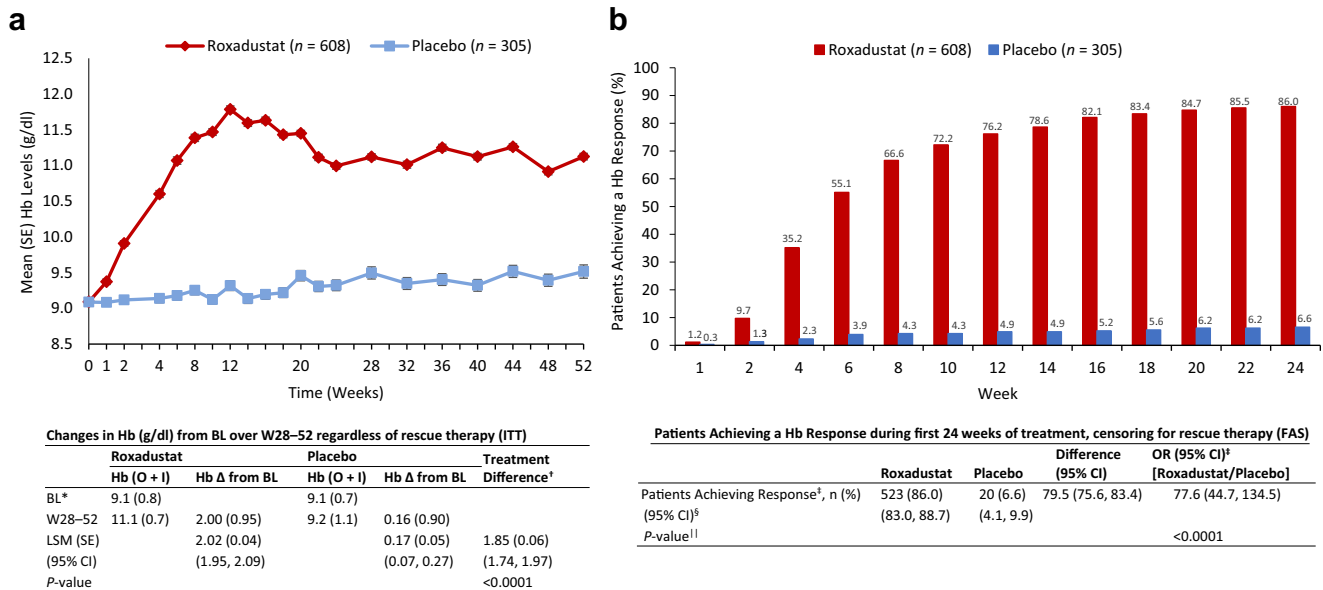 a
Roxadustat (n = 608) Placebo (n = 305)
12.5
12.0
11.5
11.0
10.5
10.0
9.5
9.0
8.5
Mean (SE) Hb Levels (g/dl)
0 1 2 4 6 8 12 20 24 28 32 36 40 44 48 52
Time (Weeks)
Changes in Hb (g/dl) from BL over W28–52 regardless of rescue therapy (ITT)
Roxadustat Placebo Treatment
Hb (O + I) Hb Δ from BL Hb (O + I) Hb Δ from BL Difference†
BL* 9.1 (0.8) 9.1 (0.7)
W28–52 11.1 (0.7) 2.00 (0.95) 9.2 (1.1) 0.16 (0.90)
LSM (SE) 2.02 (0.04) 0.17 (0.05) 1.85 (0.06)
(95% CI) (1.95, 2.09) (0.07, 0.27) (1.74, 1.97)
P-value <0.0001
b
Roxadustat (n = 608) Placebo (n = 305)
100
90
80
70
60
50
40
30
20
10
0
Patients Achieving a Hb Response (%)
1.2 9.7 35.2 55.1 66.6 72.2 76.2 78.6 82.1 83.4 84.7 85.5 86.0
0.3 1.3 2.3 3.9 4.3 4.3 4.9 4.9 5.2 5.6 6.2 6.2 6.6
1 2 4 6 8 10 12 14 16 18 20 22 24
Week
Patients Achieving a Hb Response during first 24 weeks of treatment, censoring for rescue therapy (FAS)
Difference OR (95% CI)‡
Roxadustat Placebo (95% CI) [Roxadustat/Placebo]
Patients Achieving Response‡, n (%) 523 (86.0) 20 (6.6) 79.5 (75.6, 83.4) 77.6 (44.7, 134.5)
(95% CI)§ (83.0, 88.7) (4.1, 9.9)
P-value|| <0.0001